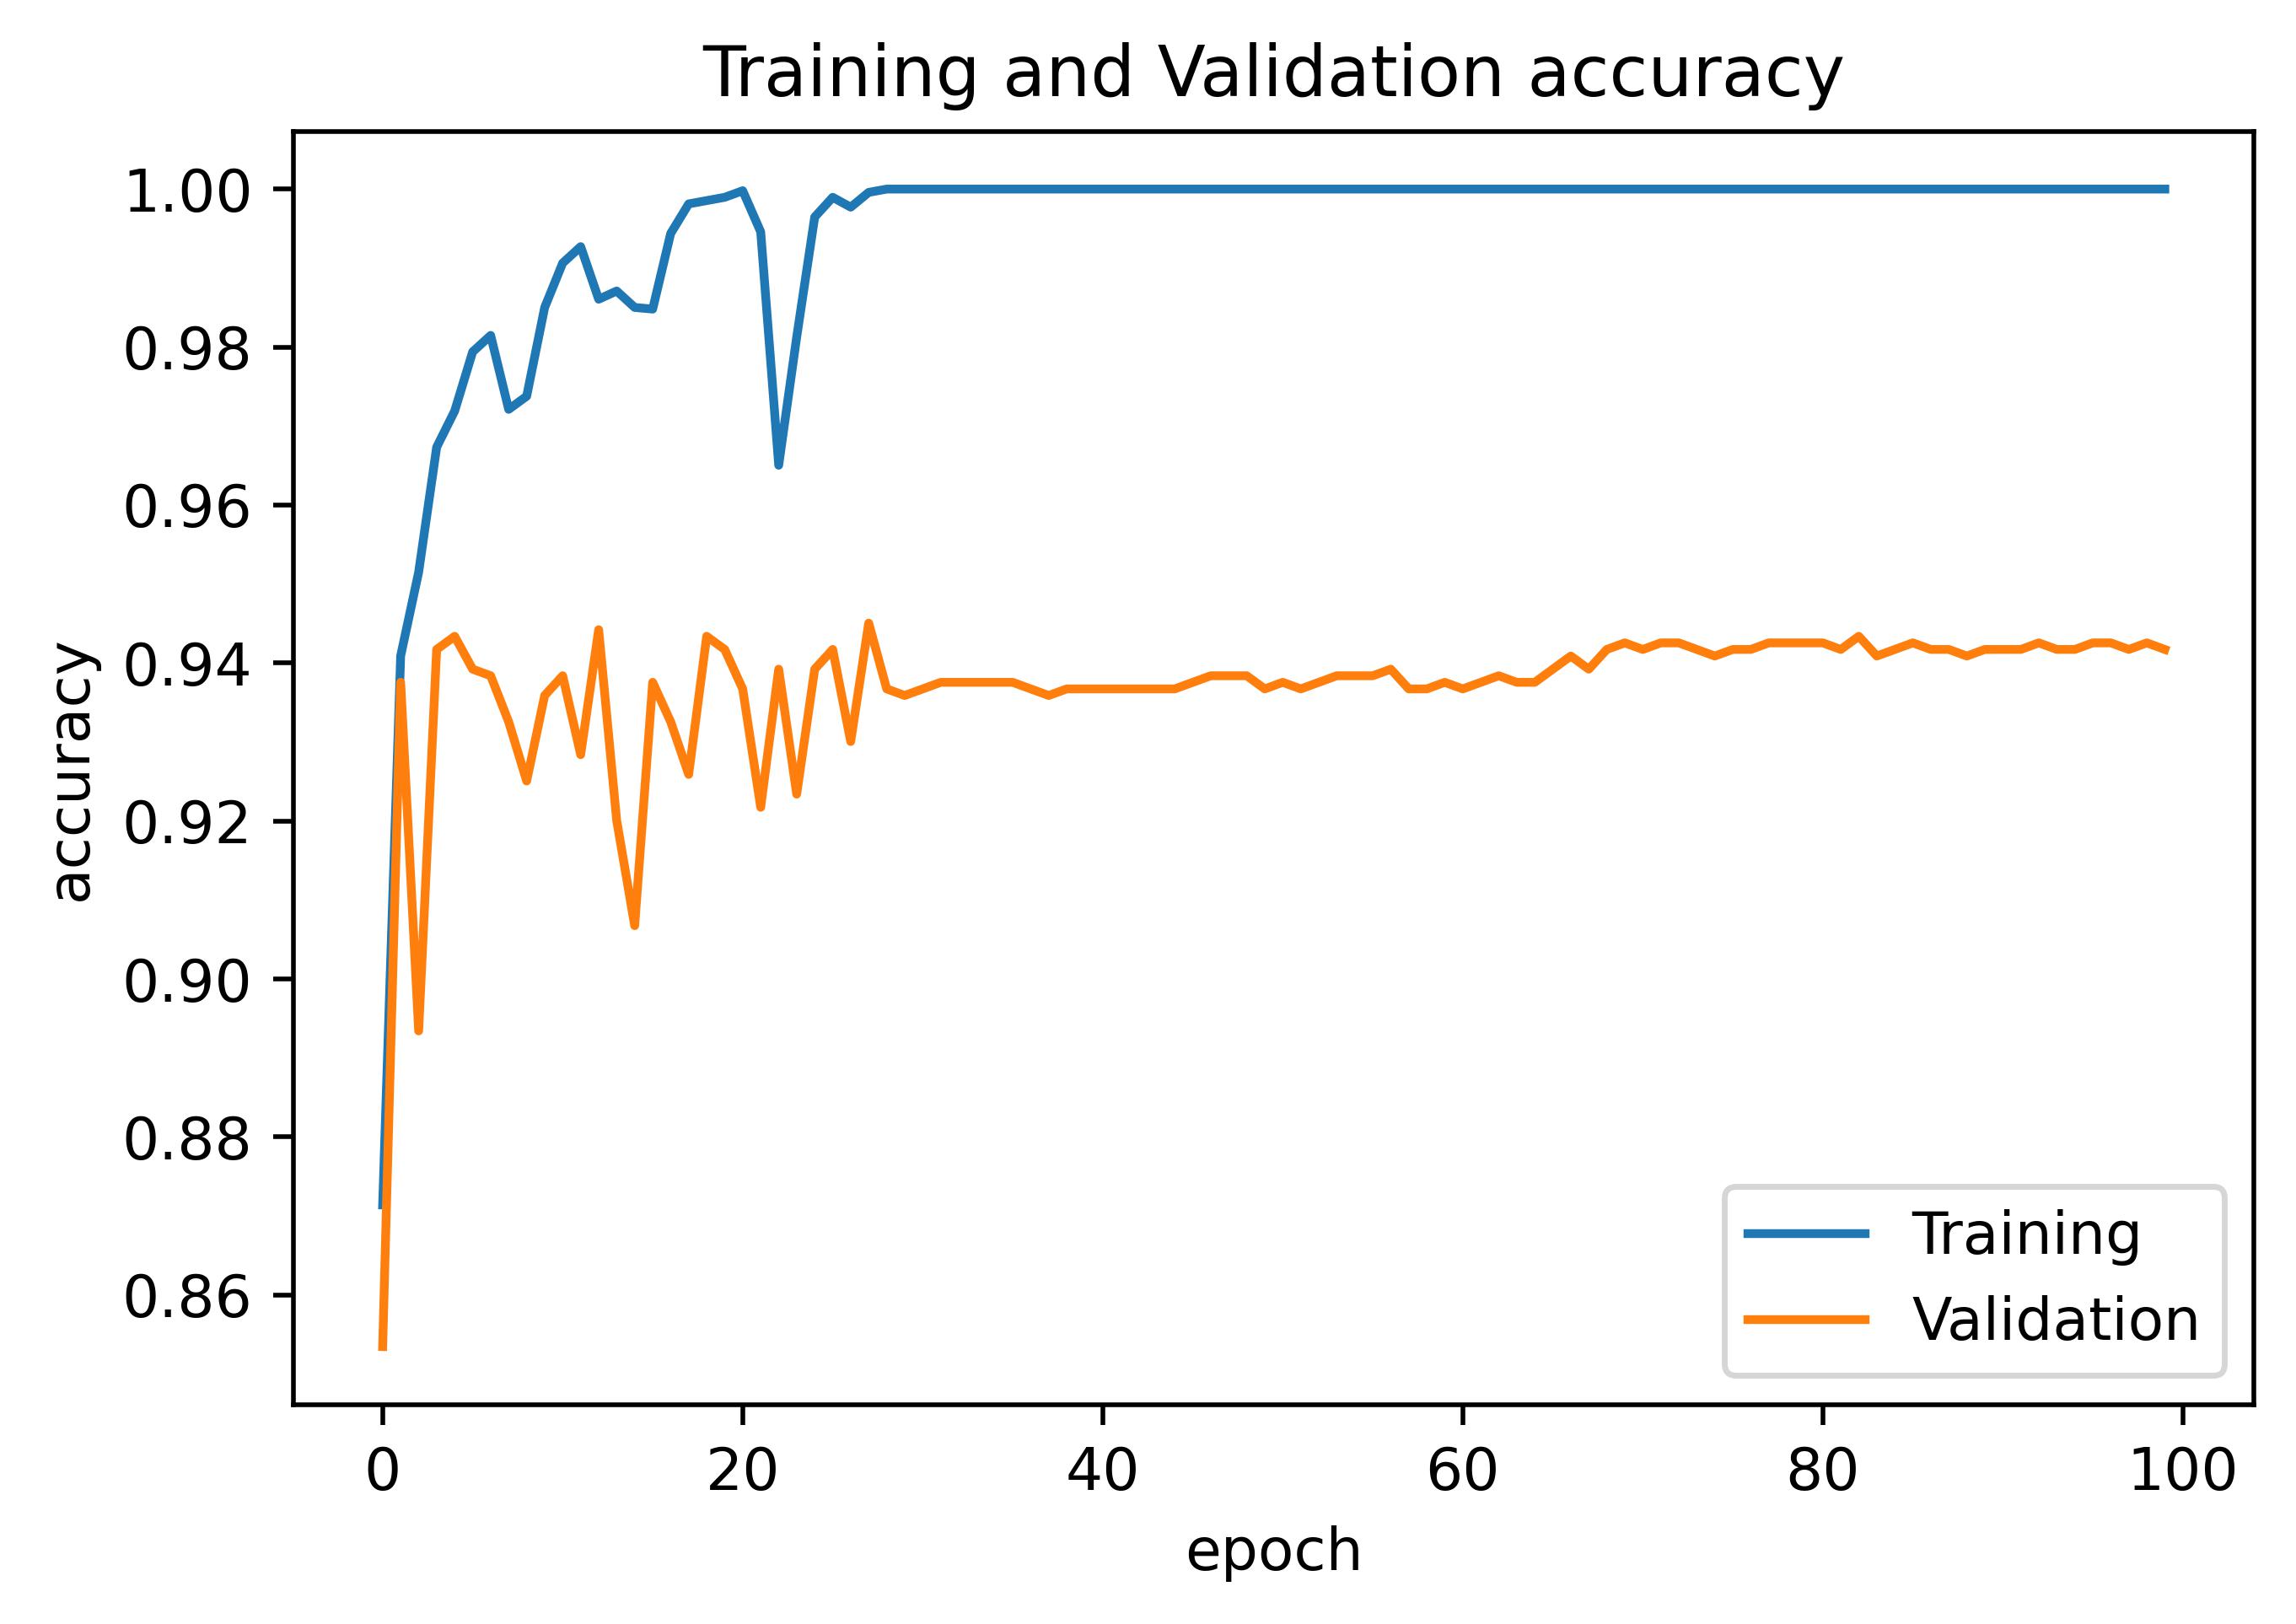 Training and Validation accuracy
1.00
0.98
0.96
0.94
0.92
0.90
0.88
0.86
accuracy
Training
Validation
0 20 40 60 80 100
epoch